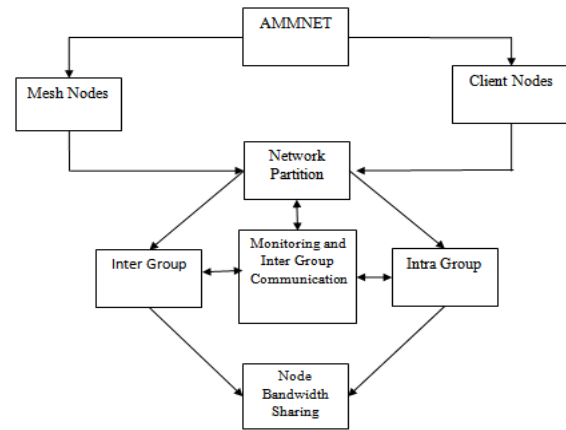 AMMNET
Mesh Nodes
Client Nodes
Network
Partition
Inter Group
Monitoring and
Inter Group
Communication
Intra Group
Node
Bandwidth
Sharing